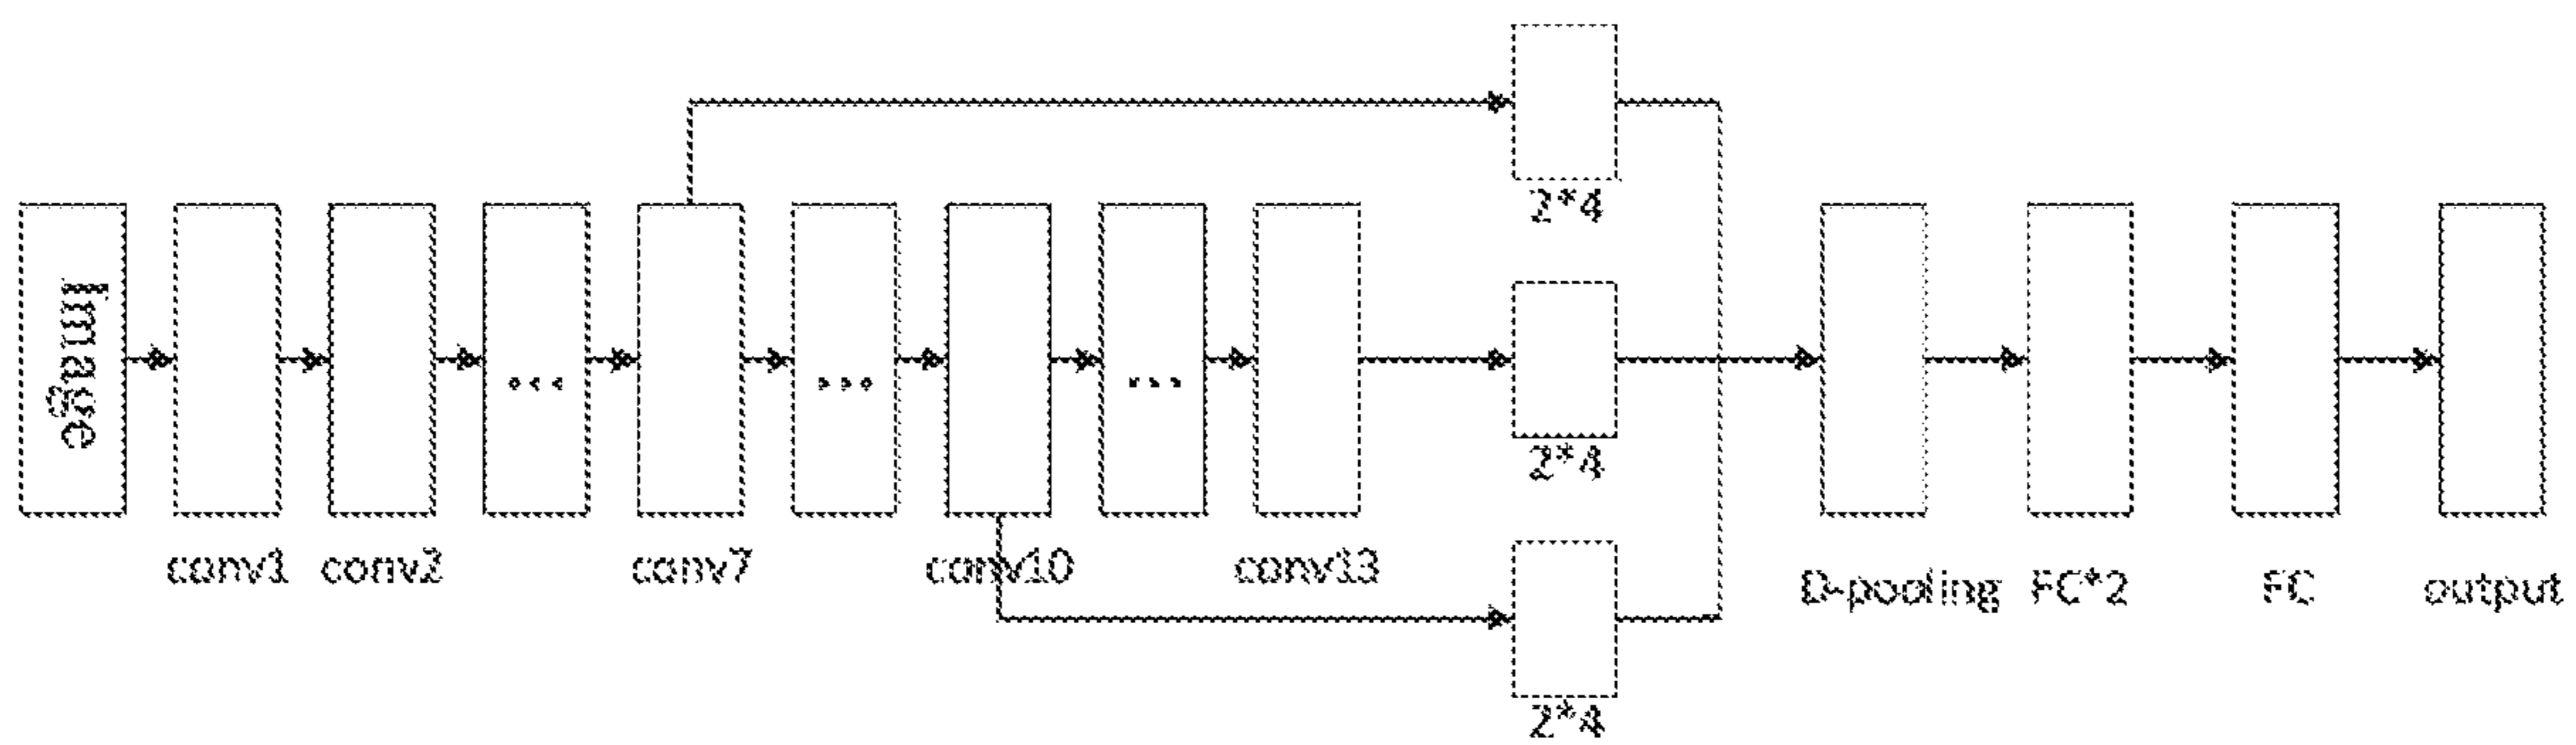 2*4
Image
...
...
...
2*4
conv1 conv2 conv7 conv10 conv13
D-pooling FC*2 FC output
2*4